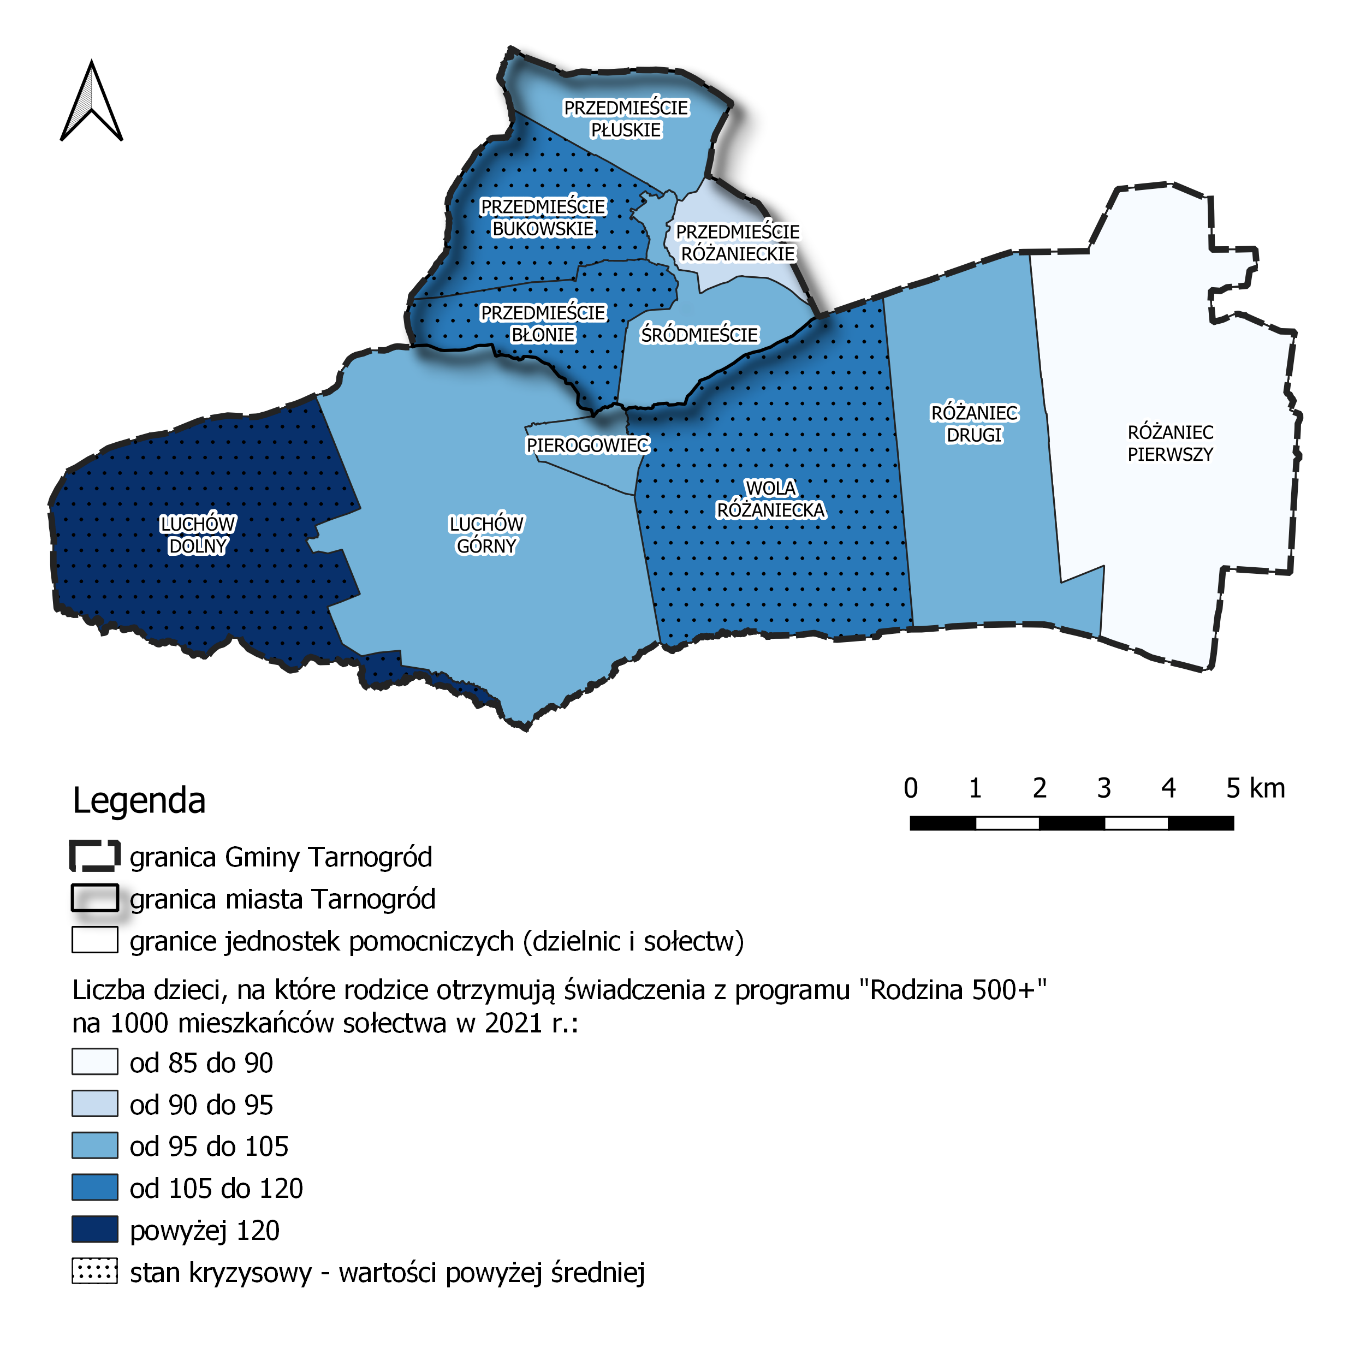 PRZEDMIEŚCIE
PŁUSKIE
PRZEDMIEŚCIE
BUKOWSKIE
PRZEDMIEŚCIE
RÓŻANIECKIE
PRZEDMIEŚCIE
BŁONIE
ŚRÓDMIEŚCIE
RÓŻANIEC
DRUGI
RÓŻANIEC
PIERWSZY
PIEROGOWIEC
WOLA
RÓŻANIECKA
LUCHÓW
DOLNY
LUCHÓW
GÓRNY
0 1 2 3 4 5 km
Legenda
granica Gminy Tarnogród
granica miasta Tarnogród
granice jednostek pomocniczych (dzielnic i sołectw)
Liczba dzieci, na które rodzice otrzymują świadczenia z programu "Rodzina 500+"
na 1000 mieszkańców sołectwa w 2021 r.:
od 85 do 90
od 90 do 95
od 95 do 105
od 105 do 120
powyżej 120
stan kryzysowy - wartości powyżej średniej